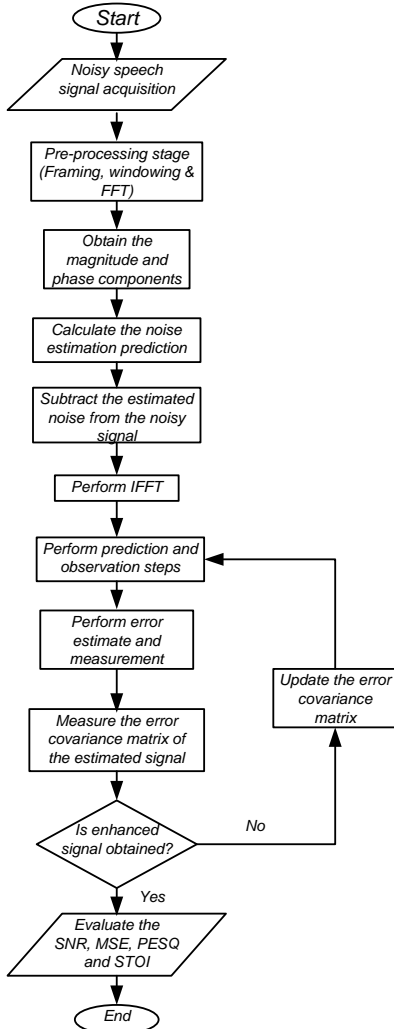 Start
Noisy speech
signal acquisition
Pre-processing stage
(Framing, windowing &
FFT)
Obtain the
magnitude and
phase components
Calculate the noise
estimation prediction
Subtract the estimated
noise from the noisy
signal
Perform IFFT
Perform prediction and
observation steps
Perform error
estimate and
measurement
Update the error
covariance
matrix
Measure the error
covariance matrix of
the estimated signal
Is enhanced
signal obtained?
No
Yes
Evaluate the
SNR, MSE, PESQ
and STOI
End